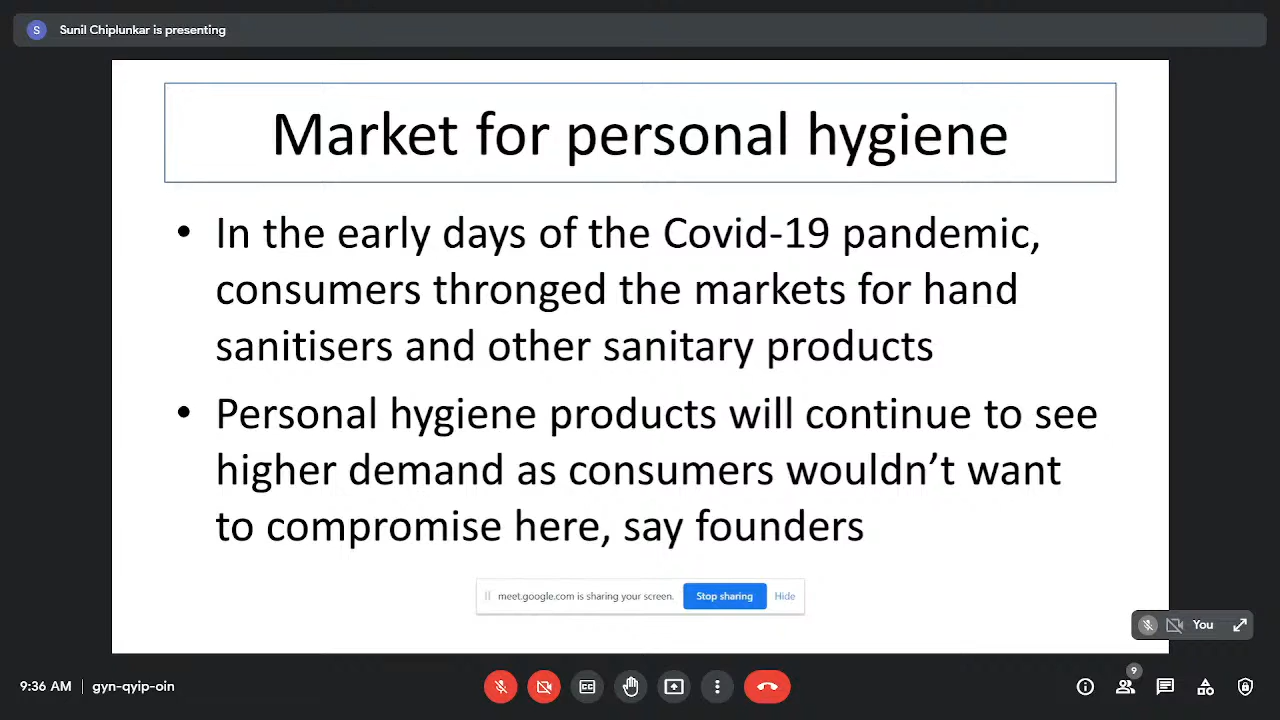 S Sunil Chiplunkar is presenting
Market for personal hygiene
• In the early days of the Covid-19 pandemic,
consumers thronged the markets for hand
sanitisers and other sanitary products
• Personal hygiene products will continue to see
higher demand as consumers wouldn’t want
to compromise here, say founders
meet.google.com is sharing your screen. Stop sharing Hide
You
9:36 AM | gyn-qyip-oin
CC
9